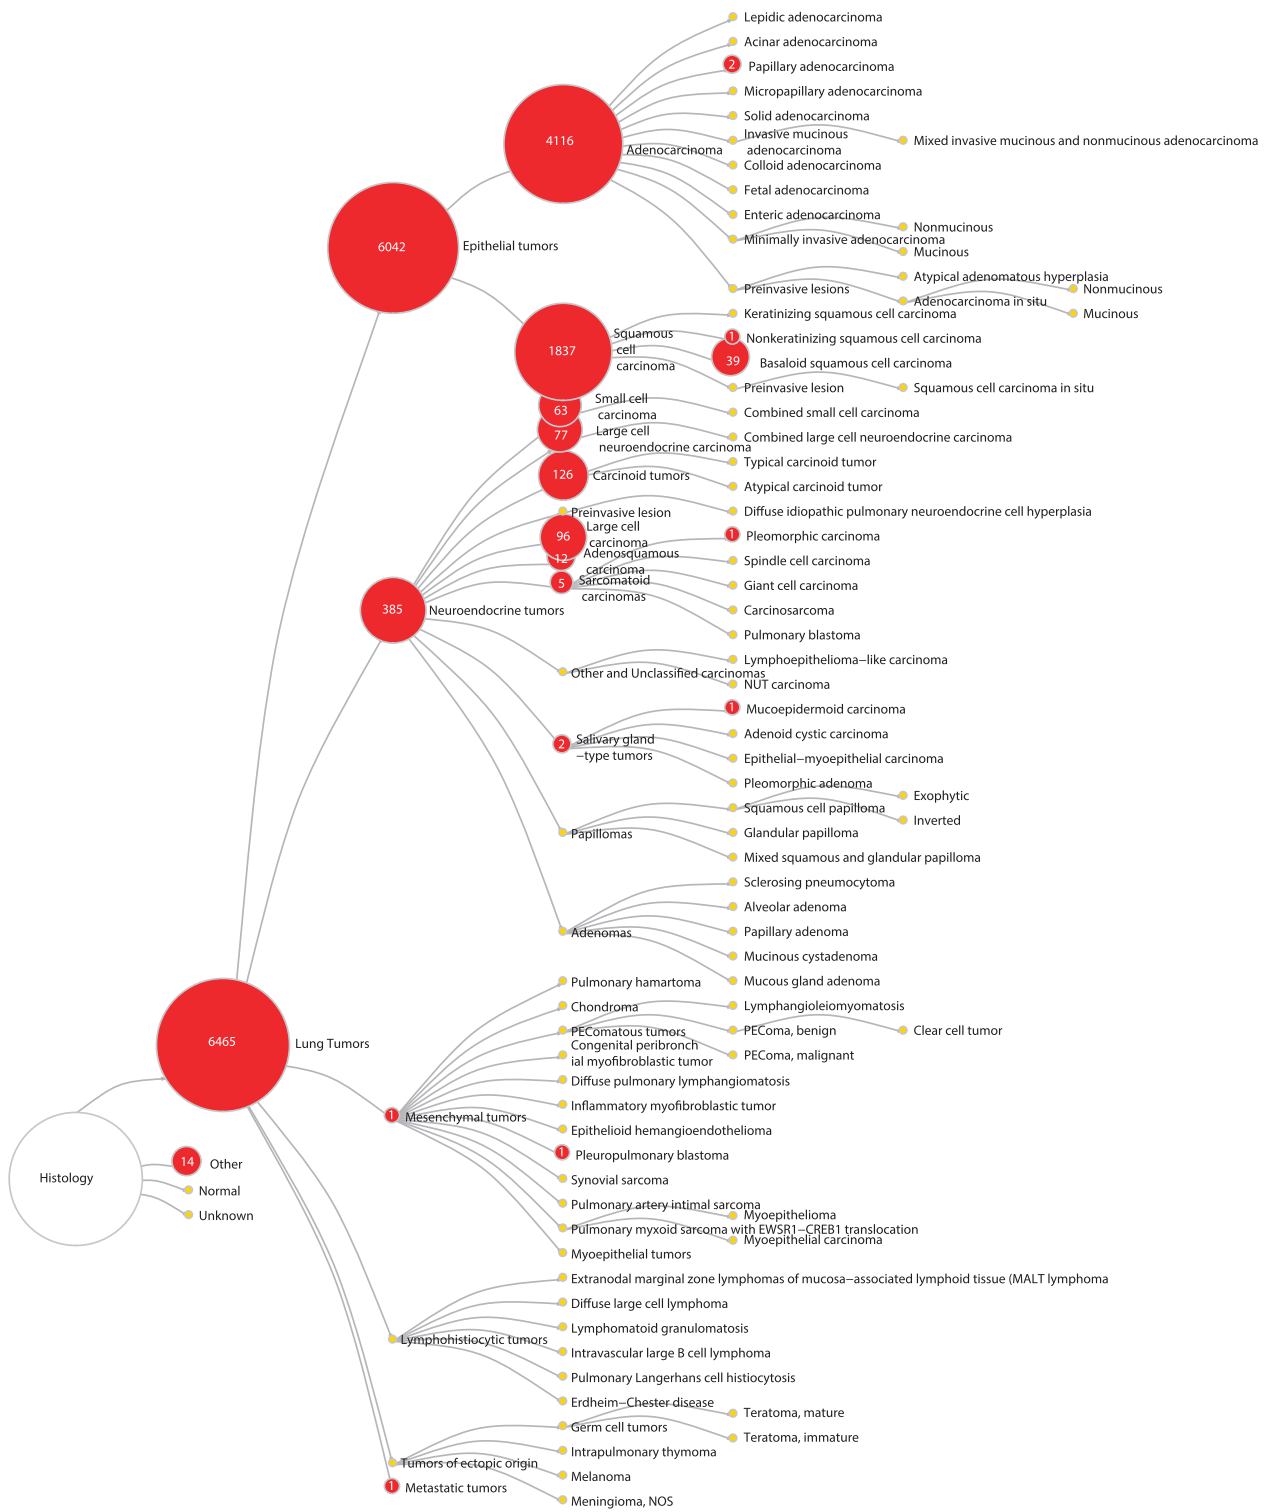 Lepidic adenocarcinoma
Acinar adenocarcinoma
2 Papillary adenocarcinoma
Micropapillary adenocarcinoma
Solid adenocarcinoma
4116
Adenocarcinoma
Invasive mucinous
adenocarcinoma
Mixed invasive mucinous and nonmucinous adenocarcinoma
Colloid adenocarcinoma
Fetal adenocarcinoma
Enteric adenocarcinoma
Nonmucinous
Minimally invasive adenocarcinoma
Mucinous
6042
Epithelial tumors
Atypical adenomatous hyperplasia
Preinvasive lesions
Nonmucinous
Adenocarcinoma in situ
Mucinous
Keratinizing squamous cell carcinoma
1837
Squamous
cell
carcinoma
1 Nonkeratinizing squamous cell carcinoma
39 Basaloid squamous cell carcinoma
Preinvasive lesion
Squamous cell carcinoma in situ
63
Small cell
carcinoma
Combined small cell carcinoma
77
Large cell
neuroendocrine carcinoma
Combined large cell neuroendocrine carcinoma
126
Carcinoid tumors
Typical carcinoid tumor
Atypical carcinoid tumor
Preinvasive lesion
Diffuse idiopathic pulmonary neuroendocrine cell hyperplasia
96
Large cell
carcinoma
12
Adenosquamous
carcinoma
5
Sarcomatoid
carcinomas
1 Pleomorphic carcinoma
Spindle cell carcinoma
Giant cell carcinoma
Carcinosarcoma
Pulmonary blastoma
385
Neuroendocrine tumors
Other and Unclassified carcinomas
Lymphoepithelioma−like carcinoma
NUT carcinoma
2
Salivary gland
−type tumors
1 Mucoepidermoid carcinoma
Adenoid cystic carcinoma
Epithelial−myoepithelial carcinoma
Pleomorphic adenoma
Papillomas
Squamous cell papilloma
Exophytic
Inverted
Glandular papilloma
Mixed squamous and glandular papilloma
Adenomas
Sclerosing pneumocytoma
Alveolar adenoma
Papillary adenoma
Mucinous cystadenoma
Mucous gland adenoma
6465
Lung Tumors
Pulmonary hamartoma
Chondroma
PEComatous tumors
Lymphangioleiomyomatosis
PEComa, benign
Clear cell tumor
PEComa, malignant
Congenital peribronch
ial myofibroblastic tumor
Diffuse pulmonary lymphangiomatosis
Inflammatory myofibroblastic tumor
1 Mesenchymal tumors
Epithelioid hemangioendothelioma
1 Pleuropulmonary blastoma
Synovial sarcoma
Pulmonary artery intimal sarcoma
Pulmonary myxoid sarcoma with EWSR1−CREB1 translocation
Myoepithelioma
Myoepithelial carcinoma
Myoepithelial tumors
Histology
14 Other
Normal
Unknown
Lymphohistiocytic tumors
Extranodal marginal zone lymphomas of mucosa−associated lymphoid tissue (MALT lymphoma
Diffuse large cell lymphoma
Lymphomatoid granulomatosis
Intravascular large B cell lymphoma
Pulmonary Langerhans cell histiocytosis
Erdheim−Chester disease
Tumors of ectopic origin
Germ cell tumors
Teratoma, mature
Teratoma, immature
Intrapulmonary thymoma
Melanoma
Meningioma, NOS
1 Metastatic tumors